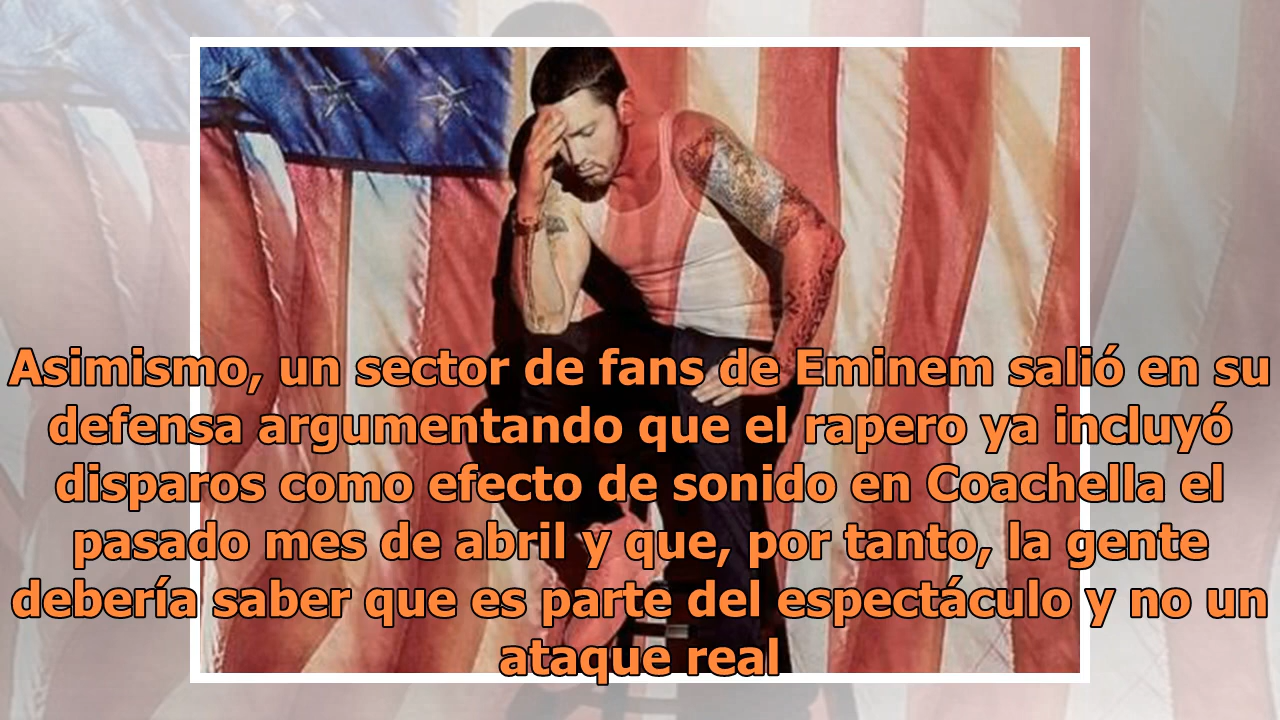 Asimismo, un sector de fans de Eminem salió en su
defensa argumentando que el rapero ya incluyó
disparos como efecto de sonido en Coachella el
pasado mes de abril y que, por tanto, la gente
debería saber que es parte del espectáculo y no un
ataque real